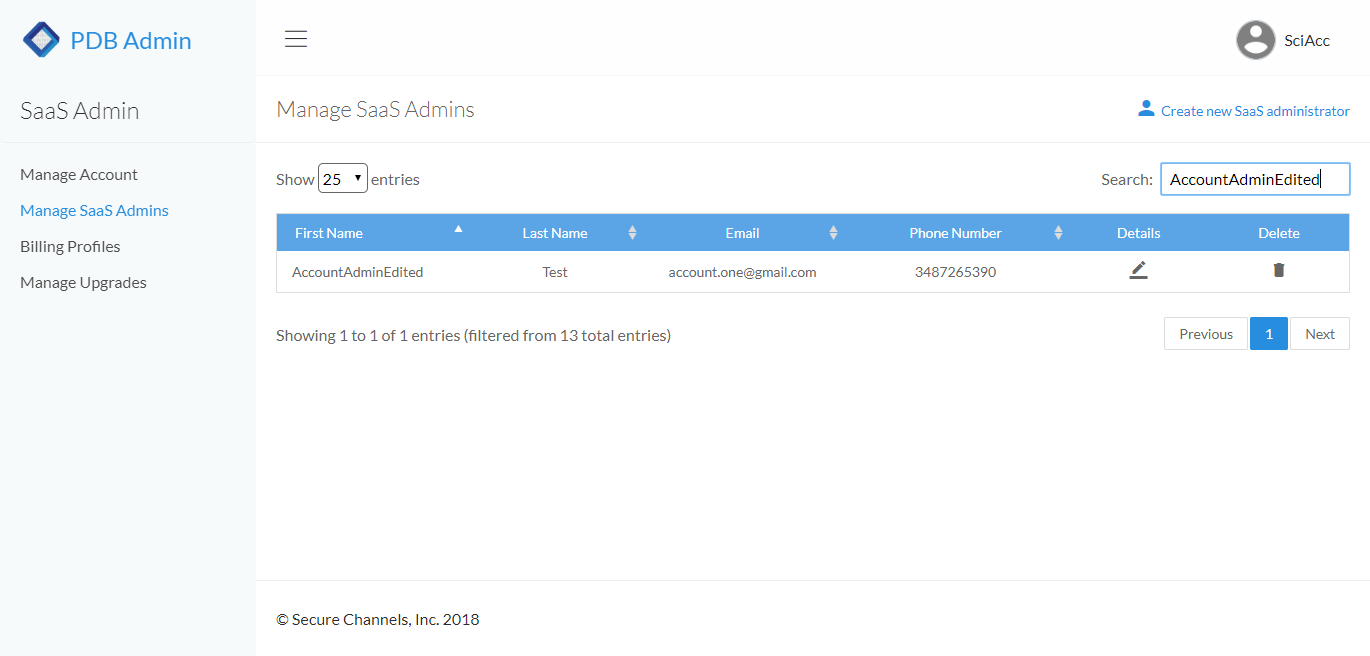 PDB Admin
SciAcc
SaaS Admin
Manage SaaS Admins
Create new SaaS administrator
Manage Account
Manage SaaS Admins
Billing Profiles
Manage Upgrades
Show 25 entries
Search: AccountAdminEdited
First Name Last Name Email Phone Number Details Delete
AccountAdminEdited Test account.one@gmail.com 3487265390
Showing 1 to 1 of 1 entries (filtered from 13 total entries)
Previous 1 Next
© Secure Channels, Inc. 2018